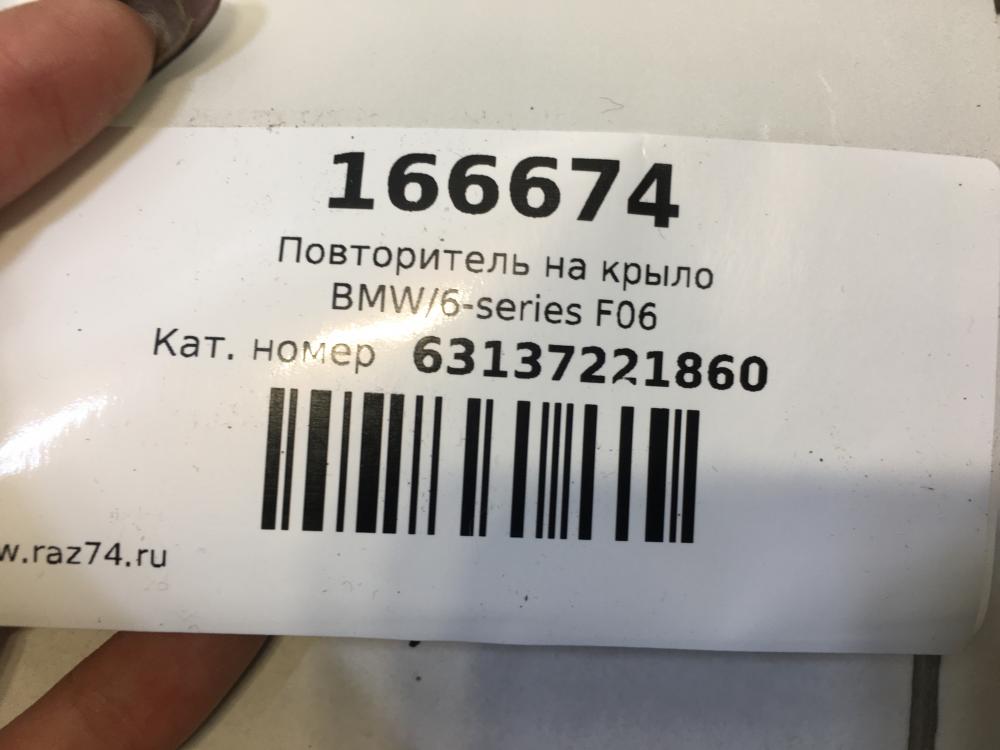 166674
Повторитель на крыло
BMW/6-series F06
Кат. номер 63137221860
w.raz74.ru